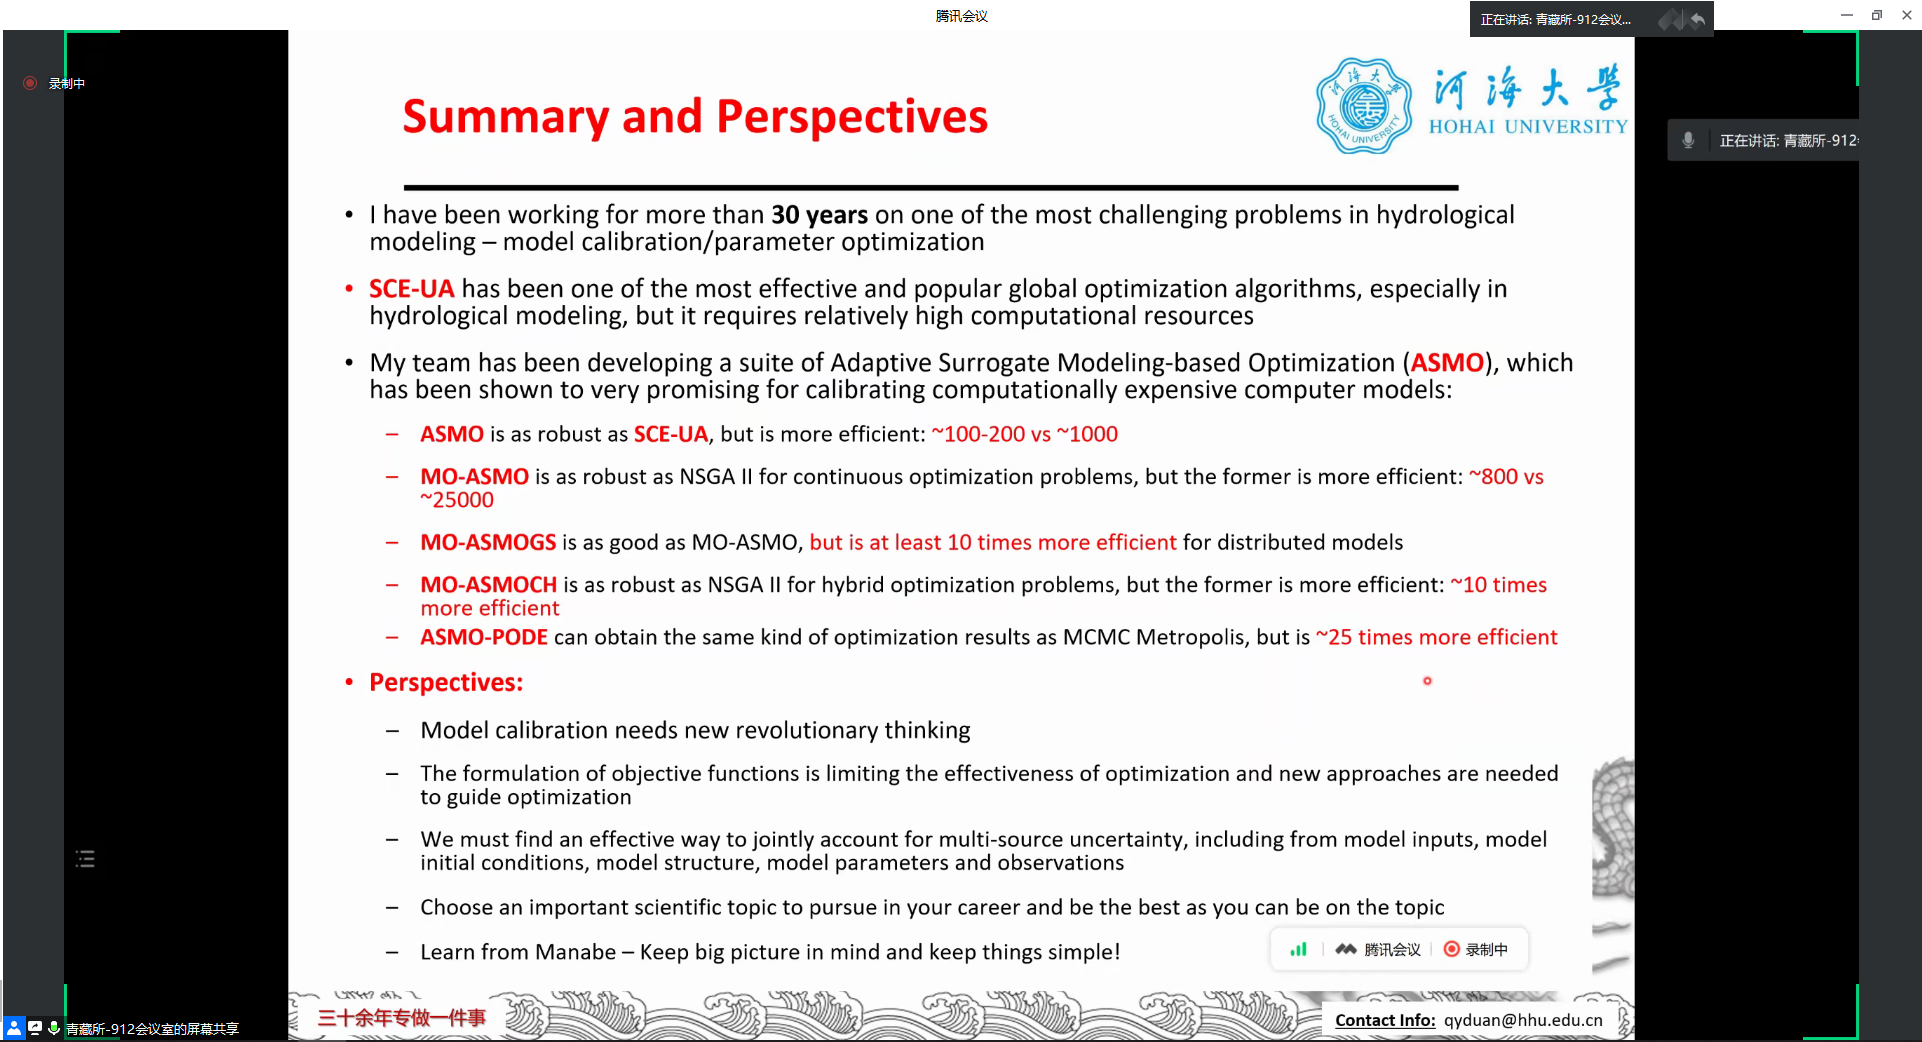 腾讯会议
正在讲话: 青藏所-912会议...
录制中
Summary and Perspectives
河海大学
HOHAI UNIVERSITY
河海大学
HOHAI UNIVERSITY
正在讲话: 青藏所-912
• I have been working for more than 30 years on one of the most challenging problems in hydrological
modeling – model calibration/parameter optimization
• SCE-UA has been one of the most effective and popular global optimization algorithms, especially in
hydrological modeling, but it requires relatively high computational resources
• My team has been developing a suite of Adaptive Surrogate Modeling-based Optimization (ASMO), which
has been shown to very promising for calibrating computationally expensive computer models:
– ASMO is as robust as SCE-UA, but is more efficient: ~100-200 vs ~1000
– MO-ASMO is as robust as NSGA II for continuous optimization problems, but the former is more efficient: ~800 vs
~25000
– MO-ASMOGS is as good as MO-ASMO, but is at least 10 times more efficient for distributed models
– MO-ASMOCH is as robust as NSGA II for hybrid optimization problems, but the former is more efficient: ~10 times
more efficient
– ASMO-PODE can obtain the same kind of optimization results as MCMC Metropolis, but is ~25 times more efficient
• Perspectives:
– Model calibration needs new revolutionary thinking
– The formulation of objective functions is limiting the effectiveness of optimization and new approaches are needed
to guide optimization
– We must find an effective way to jointly account for multi-source uncertainty, including from model inputs, model
initial conditions, model structure, model parameters and observations
– Choose an important scientific topic to pursue in your career and be the best as you can be on the topic
– Learn from Manabe – Keep big picture in mind and keep things simple!
腾讯会议
录制中
三十余年专做一件事
Contact Info: qyduan@hhu.edu.cn
青藏所-912会议室的屏幕共享